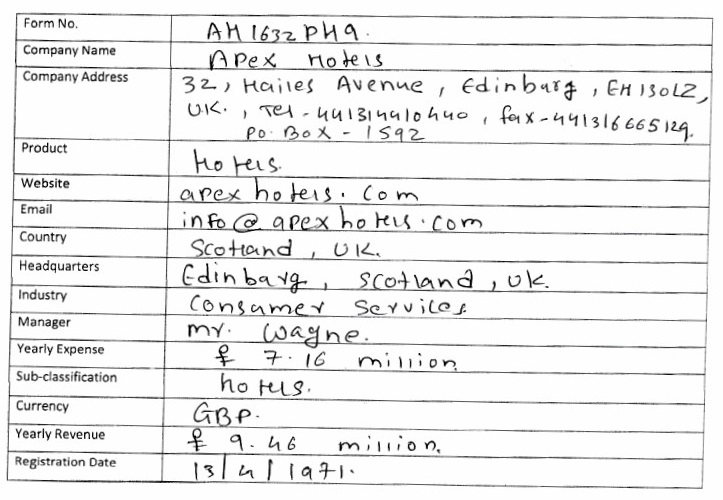 Form No. AH1632PH9.
Company Name Apex Hotels
Company Address 32, Hailes Avenue, Edinburg, EH130LZ,
U.K., Tel - 441314410440, fax - 441316665129.
P.O. BOX - 1592
Product Hotels.
Website apexhotels.com
Email info@apexhotels.com
Country Scotland, UK.
Headquarters Edinburg, Scotland, UK.
Industry Consumer Services
Manager Mr. Wayne.
Yearly Expense £ 7.16 million.
Sub-classification hotels.
Currency GBP.
Yearly Revenue £ 9.46 million.
Registration Date 13/4/1971.